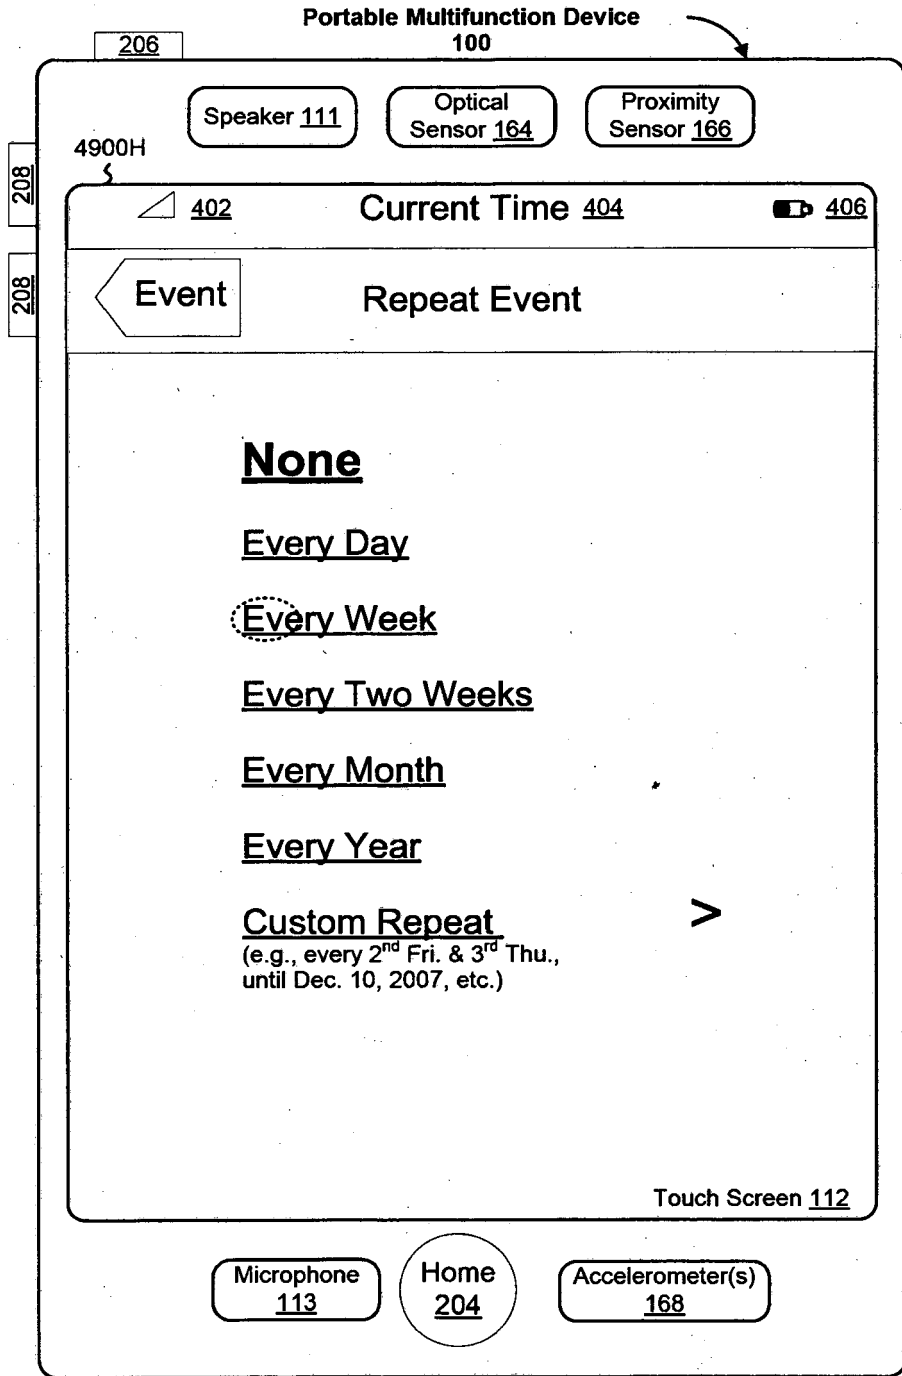 Portable Multifunction Device
100
206
Speaker 111
Optical
Sensor 164
Proximity
Sensor 166
4900H
208
208
402
Current Time 404
406
Event
Repeat Event
None
Every Day
Every Week
Every Two Weeks
Every Month
Every Year
Custom Repeat >
(e.g., every 2nd Fri. & 3rd Thu.,
until Dec. 10, 2007, etc.)
Touch Screen 112
Microphone
113
Home
204
Accelerometer(s)
168